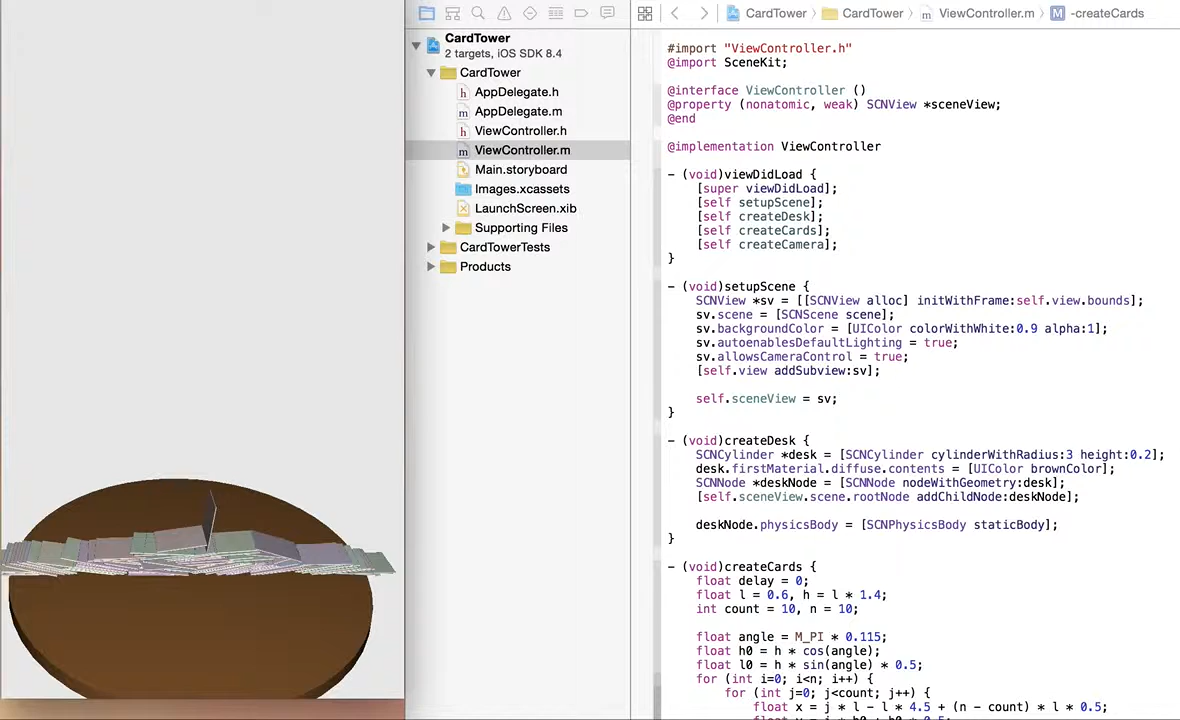 CardTower
2 targets, iOS SDK 8.4
CardTower
AppDelegate.h
AppDelegate.m
ViewController.h
ViewController.m
Main.storyboard
Images.xcassets
LaunchScreen.xib
Supporting Files
CardTowerTests
Products
CardTower CardTower ViewController.m -createCards
#import "ViewController.h"
@import SceneKit;
@interface ViewController ()
@property (nonatomic, weak) SCNView *sceneView;
@end
@implementation ViewController
- (void)viewDidLoad {
[super viewDidLoad];
[self setupScene];
[self createDesk];
[self createCards];
[self createCamera];
}
- (void)setupScene {
SCNView *sv = [[SCNView alloc] initWithFrame:self.view.bounds];
sv.scene = [SCNScene scene];
sv.backgroundColor = [UIColor colorWithWhite:0.9 alpha:1];
sv.autoenablesDefaultLighting = true;
sv.allowsCameraControl = true;
[self.view addSubview:sv];
self.sceneView = sv;
}
- (void)createDesk {
SCNCylinder *desk = [SCNCylinder cylinderWithRadius:3 height:0.2];
desk.firstMaterial.diffuse.contents = [UIColor brownColor];
SCNNode *deskNode = [SCNNode nodeWithGeometry:desk];
[self.sceneView.scene.rootNode addChildNode:deskNode];
deskNode.physicsBody = [SCNPhysicsBody staticBody];
}
- (void)createCards {
float delay = 0;
float l = 0.6, h = l * 1.4;
int count = 10, n = 10;
float angle = M_PI * 0.115;
float h0 = h * cos(angle);
float l0 = h * sin(angle) * 0.5;
for (int i=0; i<n; i++) {
for (int j=0; j<count; j++) {
float x = j * l - l * 4.5 + (n - count) * l * 0.5;